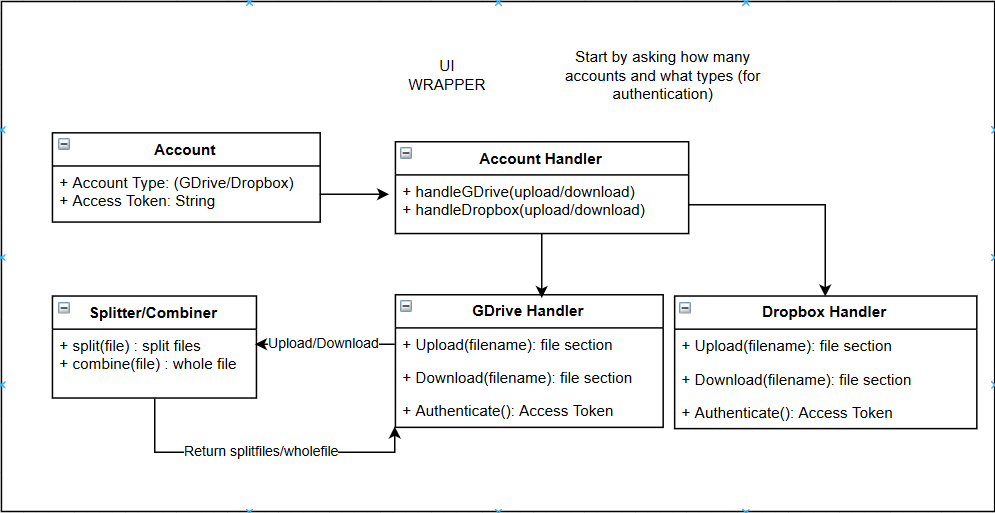 UI
WRAPPER
Start by asking how many
accounts and what types (for
authentication)
Account
+ Account Type: (GDrive/Dropbox)
+ Access Token: String
Account Handler
+ handleGDrive(upload/download)
+ handleDropbox(upload/download)
Splitter/Combiner
+ split(file) : split files
+ combine(file) : whole file
Upload/Download
GDrive Handler
+ Upload(filename): file section
+ Download(filename): file section
+ Authenticate(): Access Token
Dropbox Handler
+ Upload(filename): file section
+ Download(filename): file section
+ Authenticate(): Access Token
Return splitfiles/wholefile